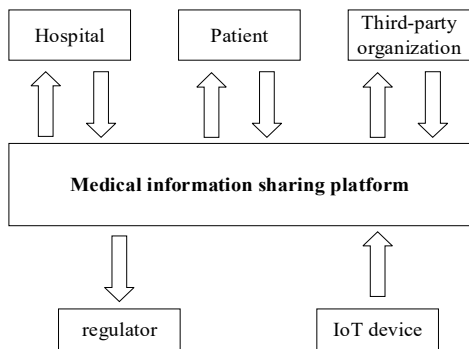 Hospital
Patient
Third-party
organization
Medical information sharing platform
regulator
IoT device